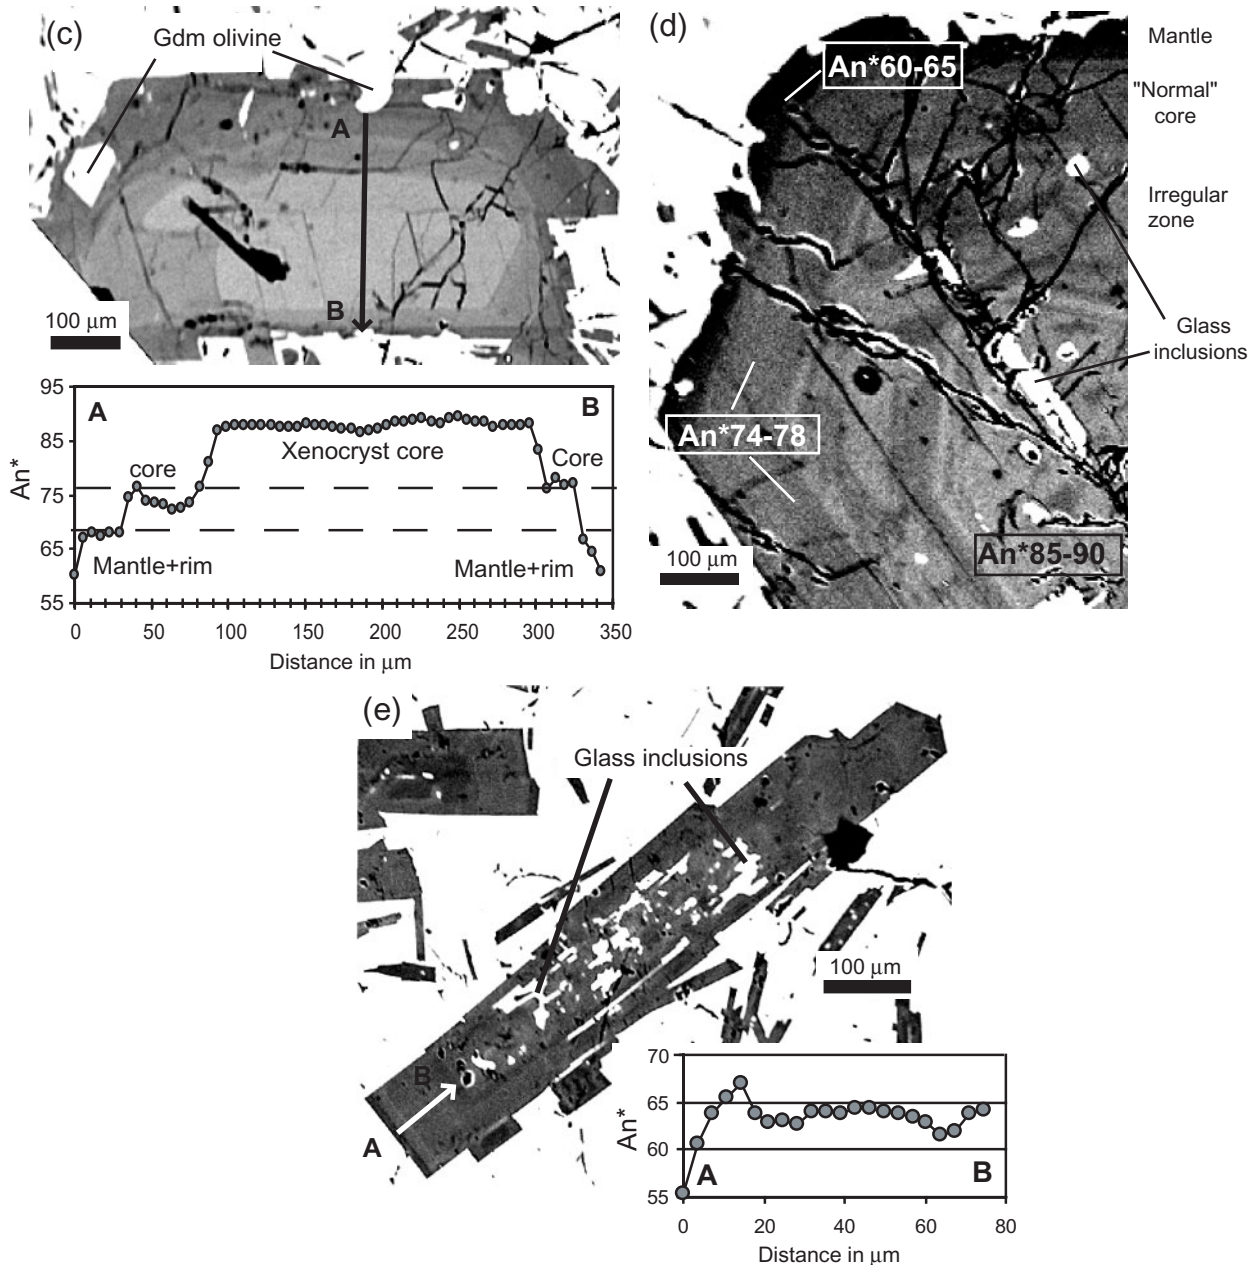 (c)
Gdm olivine
A
B
100 μm
95
85
75
65
55
An*
A
B
core
Xenocryst core
Core
Mantle+rim
Mantle+rim
0
50
100
150
200
250
300
350
Distance in μm
(d)
An*60-65
Mantle
"Normal"
core
Irregular
zone
Glass
inclusions
An*74-78
An*85-90
100 μm
(e)
Glass inclusions
100 μm
B
A
70
65
60
55
An*
A
B
0
20
40
60
80
Distance in μm